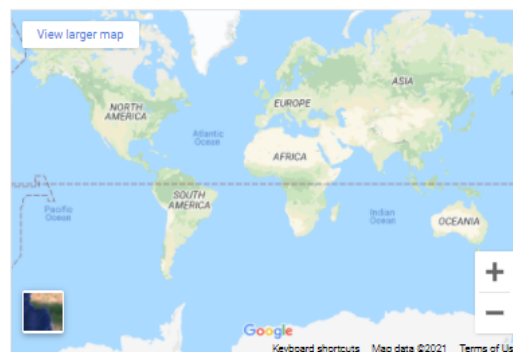 View larger map
NORTH
AMERICA
EUROPE
ASIA
Atlantic
Ocean
AFRICA
SOUTH
AMERICA
Pacific
Ocean
Indian
Ocean
OCEANIA
+
−
Google
Keyboard shortcuts Map data ©2021 Terms of Us